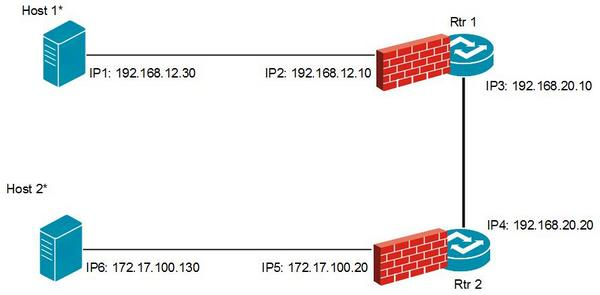 Host 1*
Rtr 1
IP1: 192.168.12.30
IP2: 192.168.12.10
IP3: 192.168.20.10
Host 2*
IP4: 192.168.20.20
IP6: 172.17.100.130
IP5: 172.17.100.20
Rtr 2